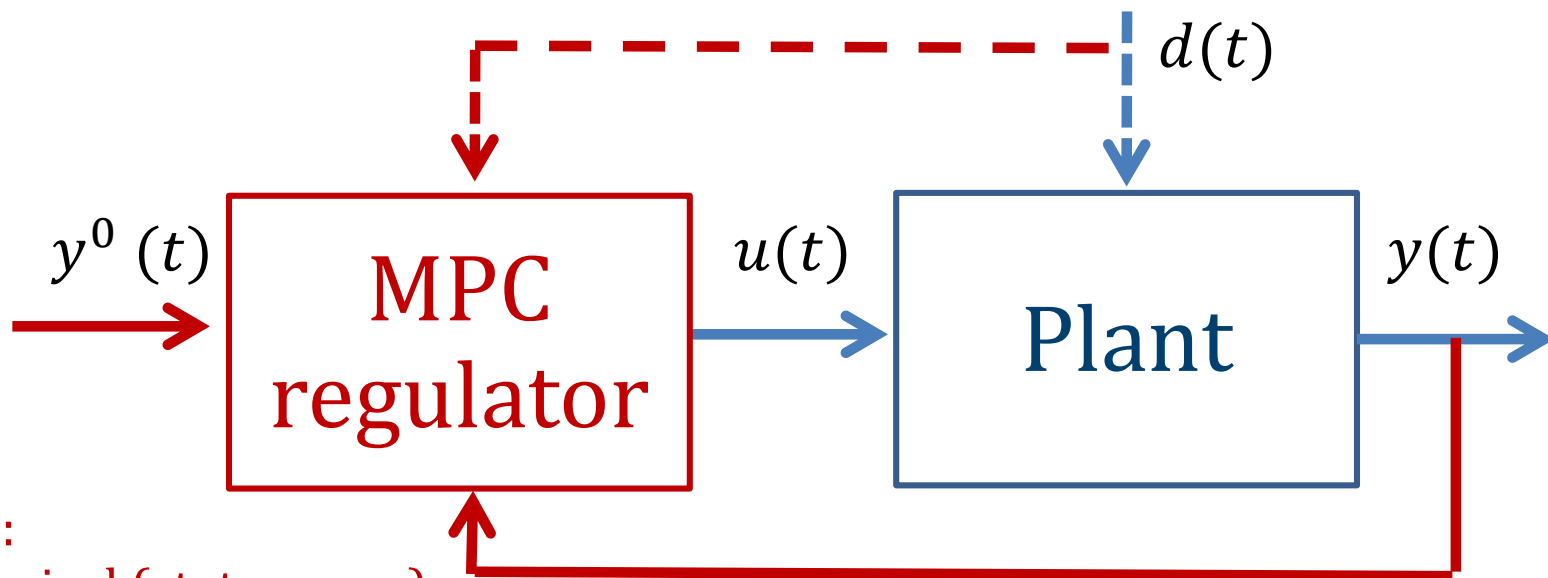 d(t)
y⁰ (t)
MPC
regulator
u(t)
Plant
y(t)
: